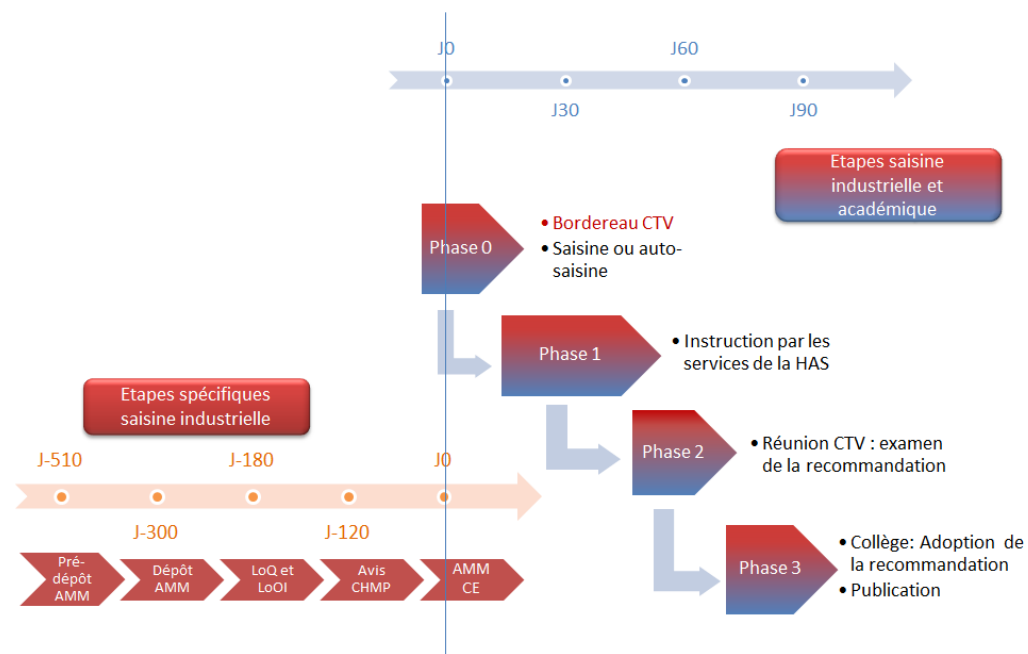 J0
J60
J30
J90
Etapes saisine
industrielle et
académique
Phase 0
• Bordereau CTV
• Saisine ou auto-
saisine
Phase 1
• Instruction par les
services de la HAS
Etapes spécifiques
saisine industrielle
Phase 2
• Réunion CTV : examen
de la recommandation
J-510
J-180
J0
J-300
J-120
Pré-
dépôt
AMM
Dépôt
AMM
LoQ et
LoOI
Avis
CHMP
AMM
CE
Phase 3
• Collège: Adoption de
la recommandation
• Publication